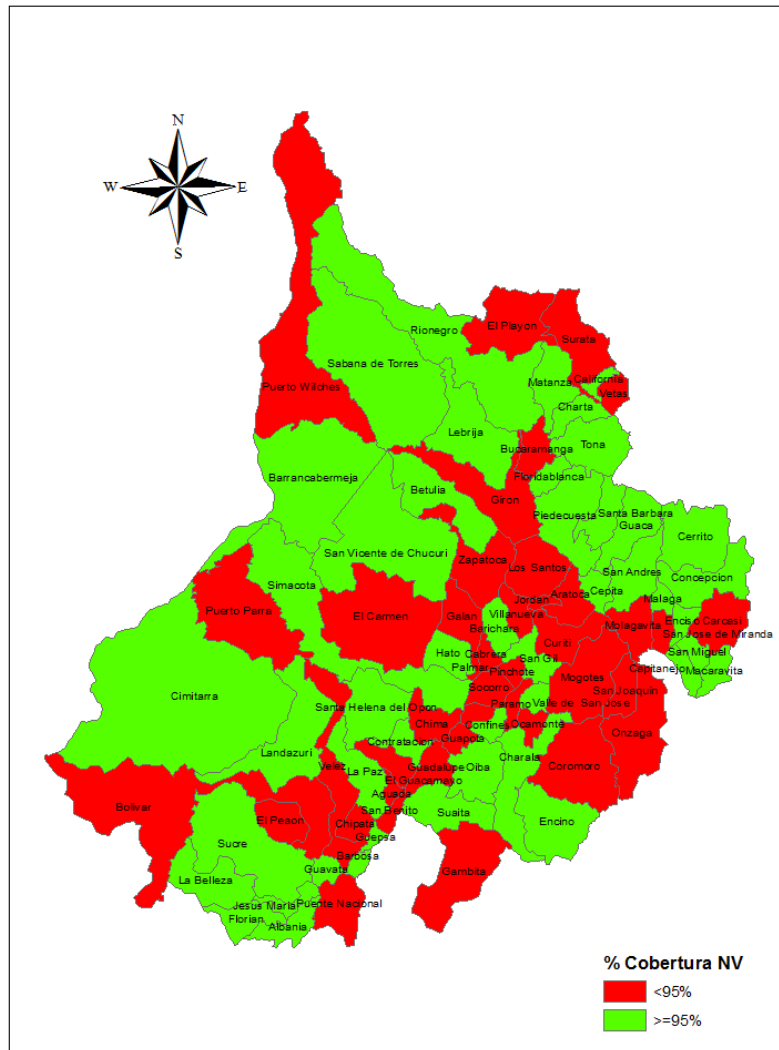 N
W
E
S
El Playon
Rionegro
Surata
Sabana de Torres
California
Puerto Wilches
Matanza
Vetas
Charta
Lebrija
Tona
Bucaramanga
Barrancabermeja
Floridablanca
Betulia
Giron
Piedecuesta
Santa Barbara
Guaca
Cerrito
San Vicente de Chucuri
Zapatoca
Los Santos
San Andres
Concepcion
Simacota
Cepita
Jordan
Aratoca
Malaga
Puerto Parra
El Carmen
Galan
Villanueva
Barichara
Molagavita
Enciso
Carcasi
San Jose de Miranda
Curiti
Hato
Cabrera
San Gil
San Miguel
Palmar
Pinchote
Mogotes
Capitanejo
Macaravita
Cimitarra
Socorro
San Joaquin
Santa Helena del Opon
Paramo
Valle de San Jose
Chima
Confines
Ocamonte
Onzaga
Guapota
Contratacion
Landazuri
Charala
Velez
La Paz
Guadalupe
Oiba
Coromoro
El Guacamayo
Aguada
Bolivar
San Benito
Suaita
El Penon
Chipata
Encino
Guepsa
Sucre
Barbosa
Guavata
Gambita
La Belleza
Jesus Maria
Puente Nacional
Florian
Albania
% Cobertura NV
<95%
>=95%